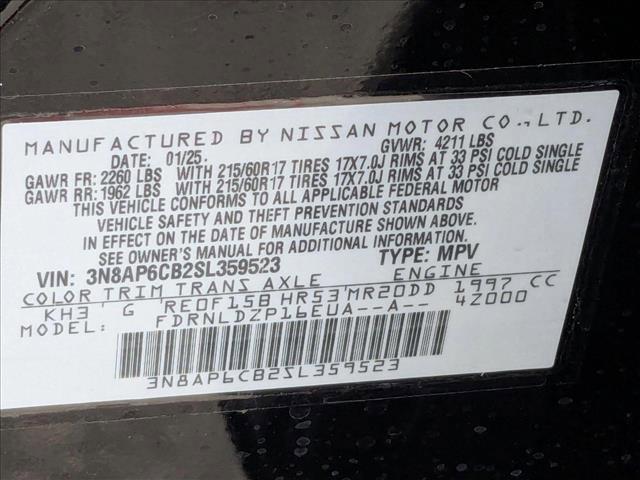 MANUFACTURED BY NISSAN MOTOR CO., LTD.
DATE: 01/25. GVWR: 4211 LBS
GAWR FR: 2260 LBS WITH 215/60R17 TIRES 17X7.0J RIMS AT 33 PSI COLD SINGLE
GAWR RR: 1962 LBS WITH 215/60R17 TIRES 17X7.0J RIMS AT 33 PSI COLD SINGLE
THIS VEHICLE CONFORMS TO ALL APPLICABLE FEDERAL MOTOR
VEHICLE SAFETY AND THEFT PREVENTION STANDARDS
IN EFFECT ON THE DATE OF MANUFACTURE SHOWN ABOVE.
SEE OWNER'S MANUAL FOR ADDITIONAL INFORMATION.
VIN: 3N8AP6CB2SL359523 TYPE: MPV
COLOR TRIM TRANS AXLE ENGINE
KH3 G RE0F15B HR53 MR20DD 1997 CC
MODEL: FDRNLDZP16EUA--A-- 4Z000
3N8AP6CB2SL359523